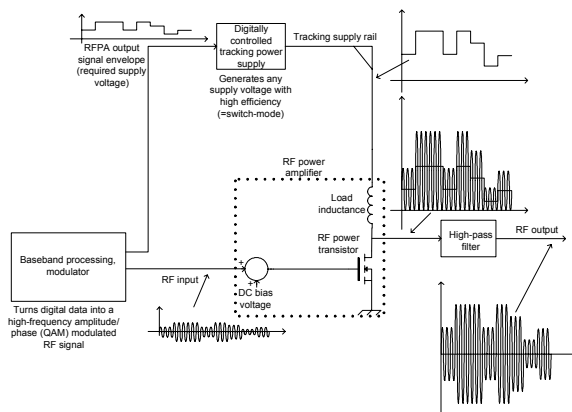 RFPA output
signal envelope
(required supply
voltage)
Digitally
controlled
tracking power
supply
Generates any
supply voltage with
high efficiency
(=switch-mode)
Tracking supply rail
RF power
amplifier
Load
inductance
RF power
transistor
High-pass
filter
RF output
Baseband processing,
modulator
Turns digital data into a
high-frequency amplitude/
phase (QAM) modulated
RF signal
RF input
+
+
DC bias
voltage